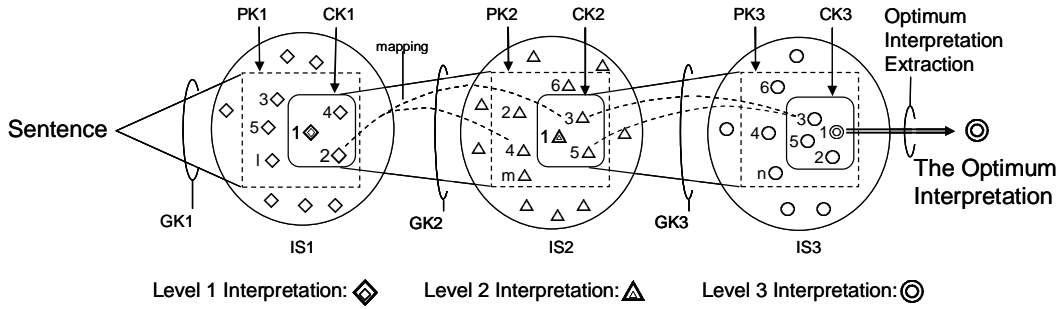 PK1 CK1 PK2 CK2 PK3 CK3 Optimum
Interpretation
Extraction
mapping
Sentence
3 4 5 1 2 l
6 2 3 1 4 5 m
6 3 1 4 5 2 n
The Optimum
Interpretation
GK1 GK2 GK3
IS1 IS2 IS3
Level 1 Interpretation: Level 2 Interpretation: Level 3 Interpretation: